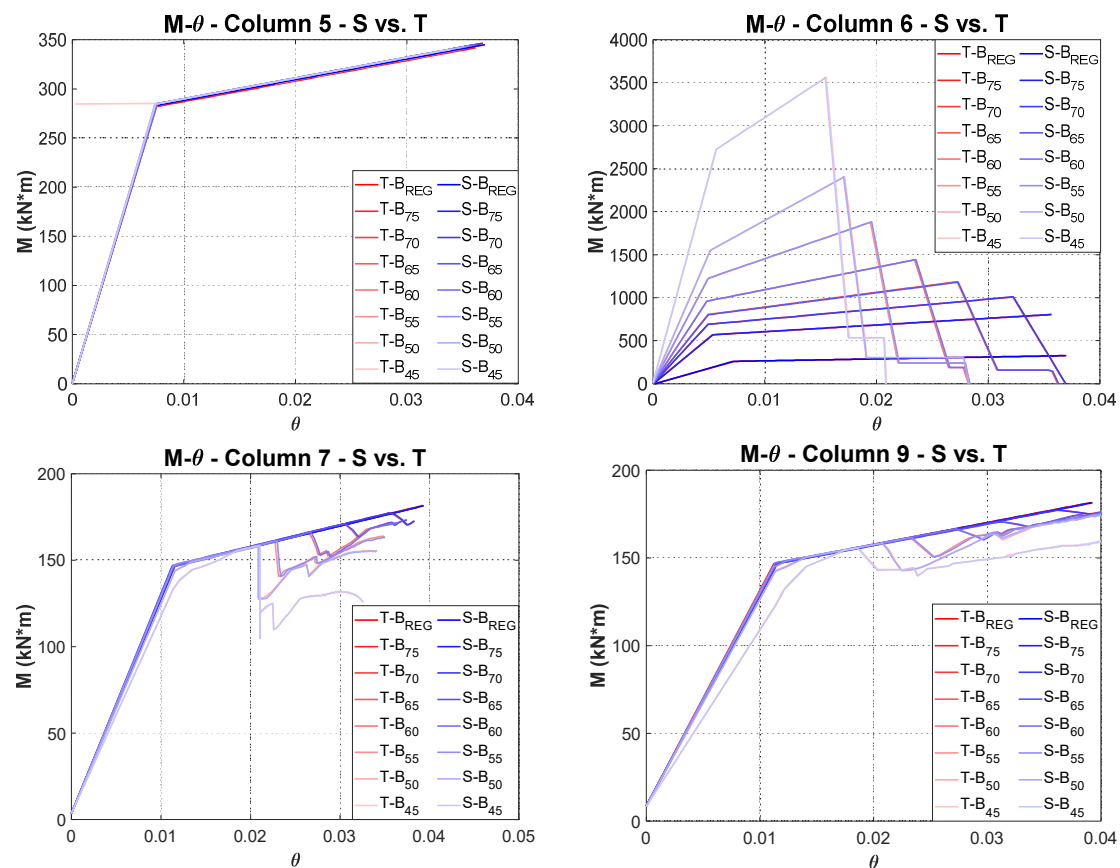 M-θ - Column 5 - S vs. T
350
300
250
200
150
100
50
0
M (kN*m)
0
0.01
0.02
0.03
0.04
θ
T-B_REG S-B_REG
T-B_75 S-B_75
T-B_70 S-B_70
T-B_65 S-B_65
T-B_60 S-B_60
T-B_55 S-B_55
T-B_50 S-B_50
T-B_45 S-B_45
M-θ - Column 6 - S vs. T
4000
3500
3000
2500
2000
1500
1000
500
0
M (kN*m)
0
0.01
0.02
0.03
0.04
θ
T-B_REG S-B_REG
T-B_75 S-B_75
T-B_70 S-B_70
T-B_65 S-B_65
T-B_60 S-B_60
T-B_55 S-B_55
T-B_50 S-B_50
T-B_45 S-B_45
M-θ - Column 7 - S vs. T
200
150
100
50
0
M (kN*m)
0
0.01
0.02
0.03
0.04
0.05
θ
T-B_REG S-B_REG
T-B_75 S-B_75
T-B_70 S-B_70
T-B_65 S-B_65
T-B_60 S-B_60
T-B_55 S-B_55
T-B_50 S-B_50
T-B_45 S-B_45
M-θ - Column 9 - S vs. T
200
150
100
50
0
M (kN*m)
0
0.01
0.02
0.03
0.04
θ
T-B_REG S-B_REG
T-B_75 S-B_75
T-B_70 S-B_70
T-B_65 S-B_65
T-B_60 S-B_60
T-B_55 S-B_55
T-B_50 S-B_50
T-B_45 S-B_45